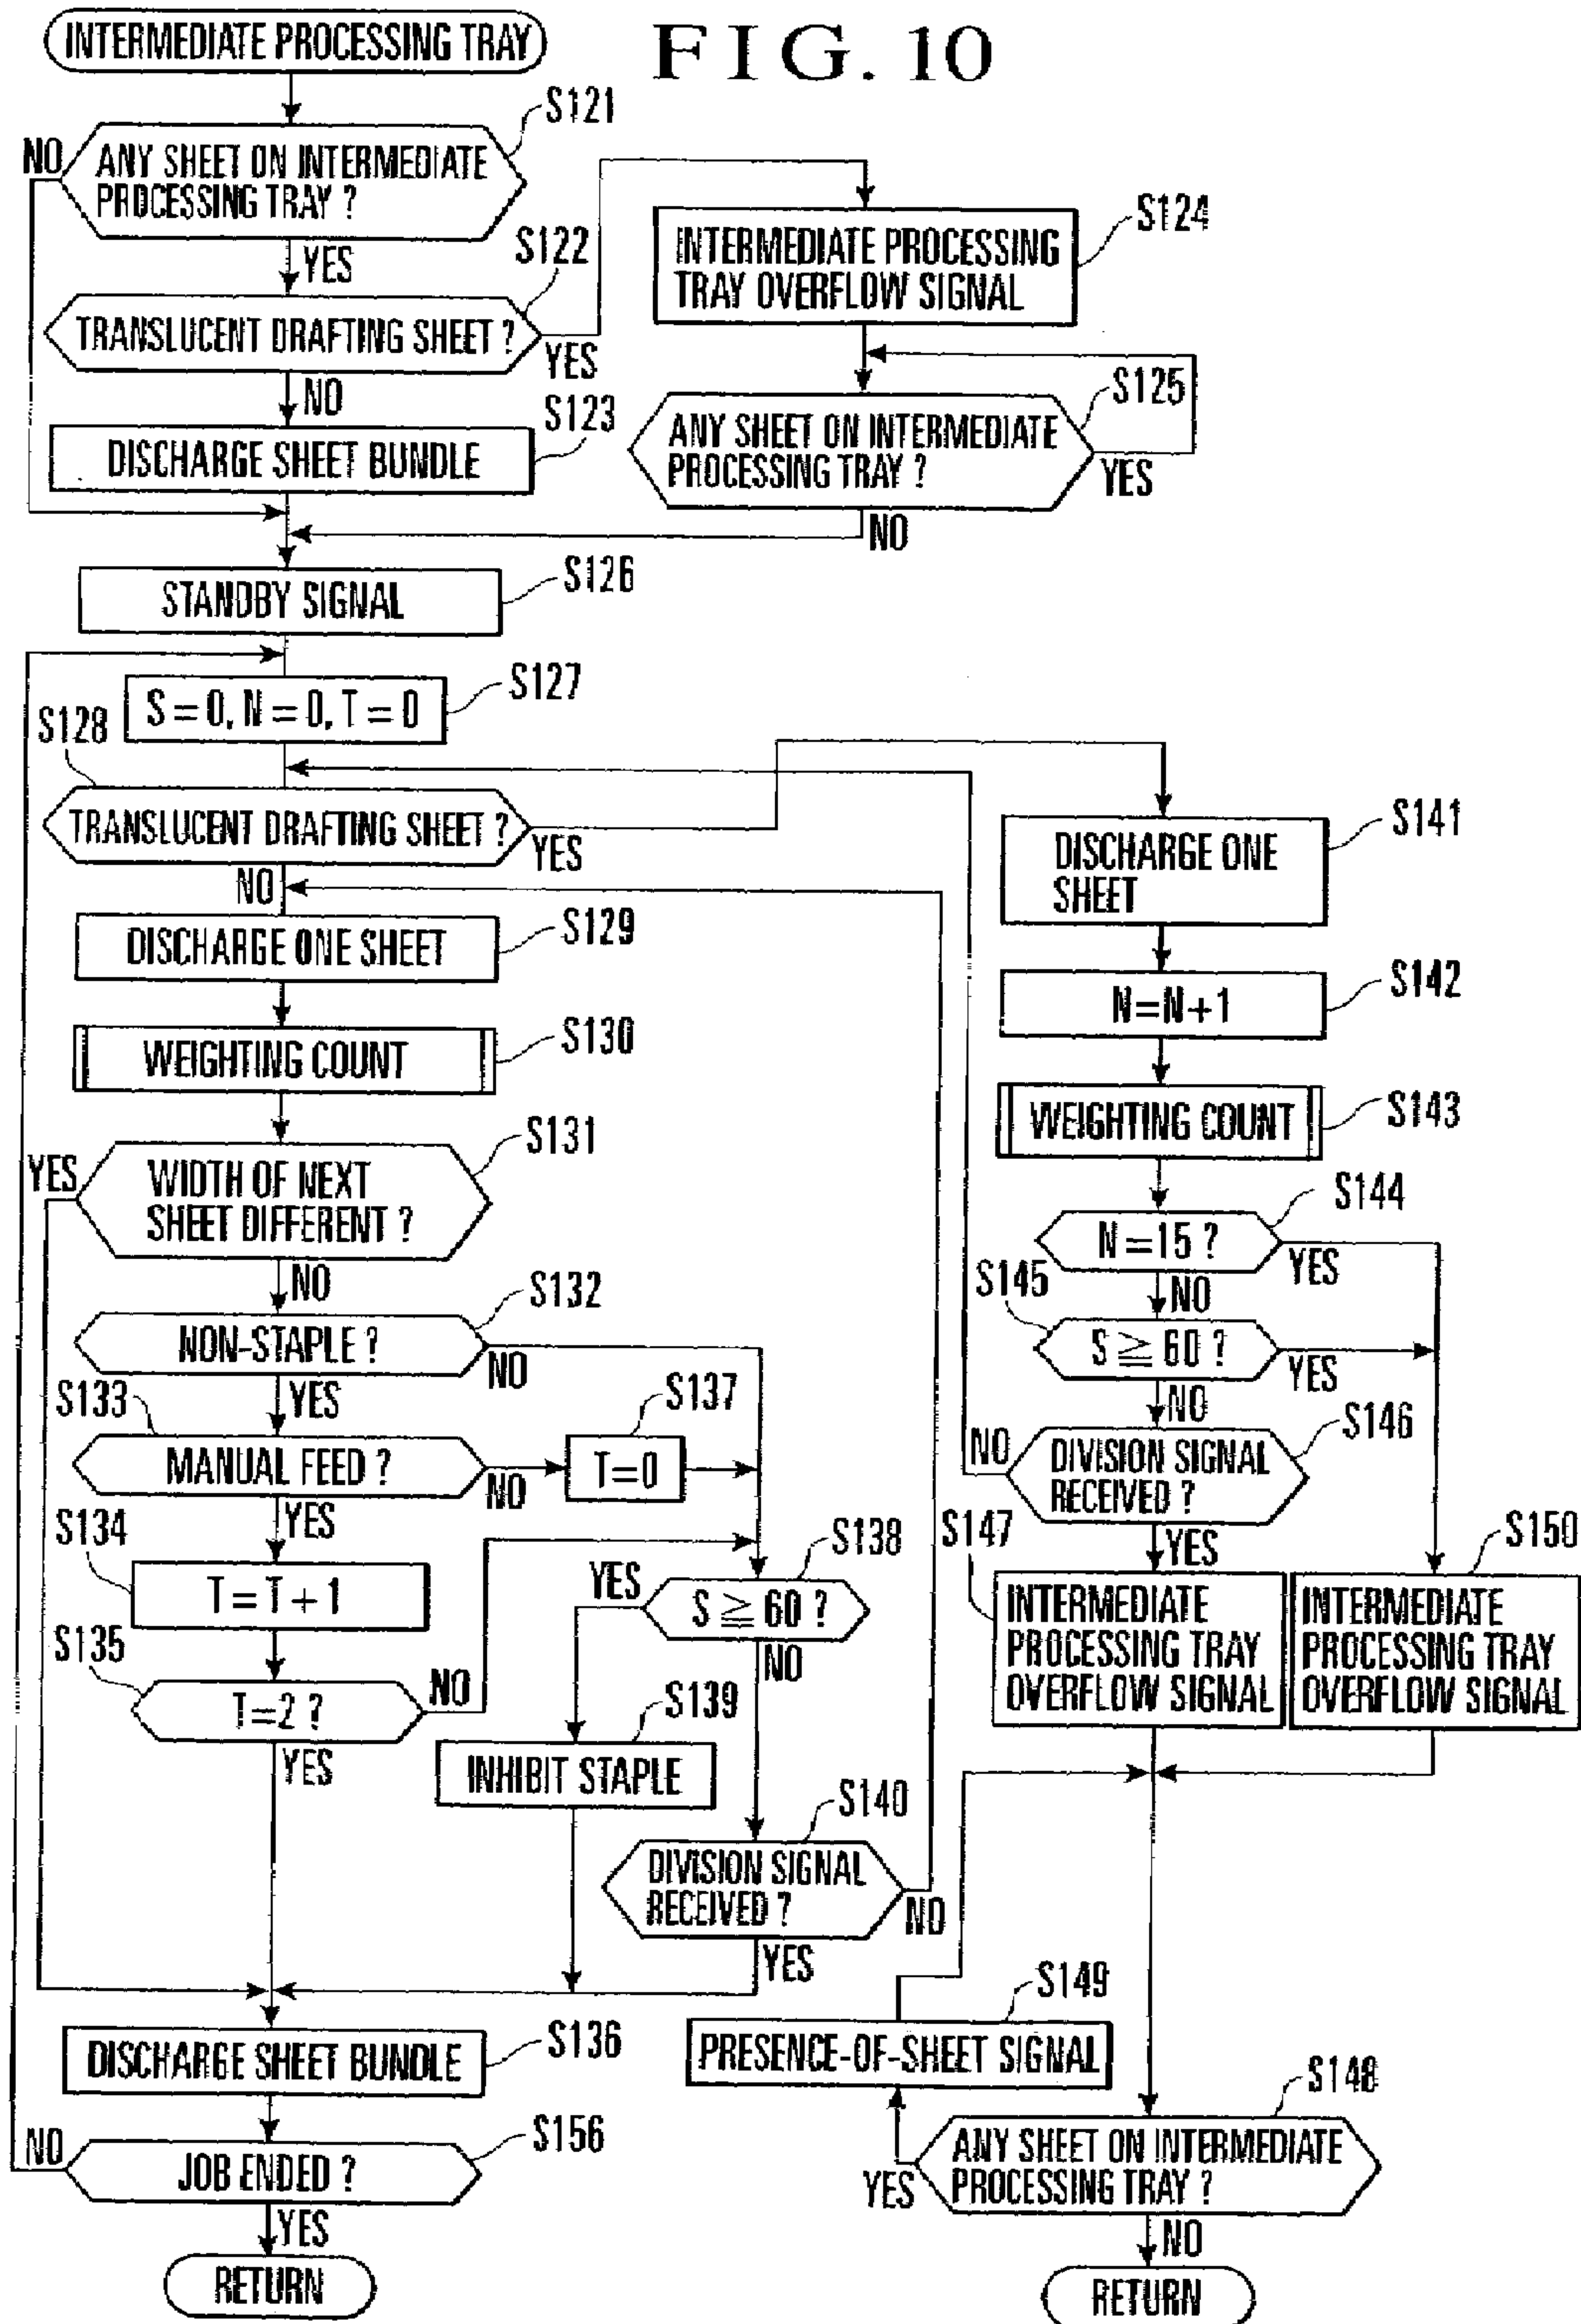 FIG. 10
INTERMEDIATE PROCESSING TRAY
S121
NO
ANY SHEET ON INTERMEDIATE
PROCESSING TRAY ?
YES
S122
TRANSLUCENT DRAFTING SHEET ?
YES
NO
S123
DISCHARGE SHEET BUNDLE
S124
INTERMEDIATE PROCESSING
TRAY OVERFLOW SIGNAL
S125
ANY SHEET ON INTERMEDIATE
PROCESSING TRAY ?
YES
NO
S126
STANDBY SIGNAL
S127
S = 0, N = 0, T = 0
S128
TRANSLUCENT DRAFTING SHEET ?
YES
NO
DISCHARGE ONE SHEET
S129
WEIGHTING COUNT
S130
S131
YES
WIDTH OF NEXT
SHEET DIFFERENT ?
NO
S132
NON-STAPLE ?
NO
YES
S133
MANUAL FEED ?
NO
S137
T=0
YES
S134
T = T + 1
S135
T=2 ?
NO
YES
S138
YES
S ≧ 60 ?
NO
S139
INHIBIT STAPLE
S140
DIVISION SIGNAL
RECEIVED ?
NO
YES
S136
DISCHARGE SHEET BUNDLE
S156
NO
JOB ENDED ?
YES
RETURN
S141
DISCHARGE ONE
SHEET
S142
N=N+1
S143
WEIGHTING COUNT
S144
N=15 ?
YES
NO
S145
S ≧ 60 ?
YES
NO
S146
NO
DIVISION SIGNAL
RECEIVED ?
YES
S147
INTERMEDIATE
PROCESSING TRAY
OVERFLOW SIGNAL
S150
INTERMEDIATE
PROCESSING TRAY
OVERFLOW SIGNAL
S149
PRESENCE-OF-SHEET SIGNAL
S148
YES
ANY SHEET ON INTERMEDIATE
PROCESSING TRAY ?
NO
RETURN